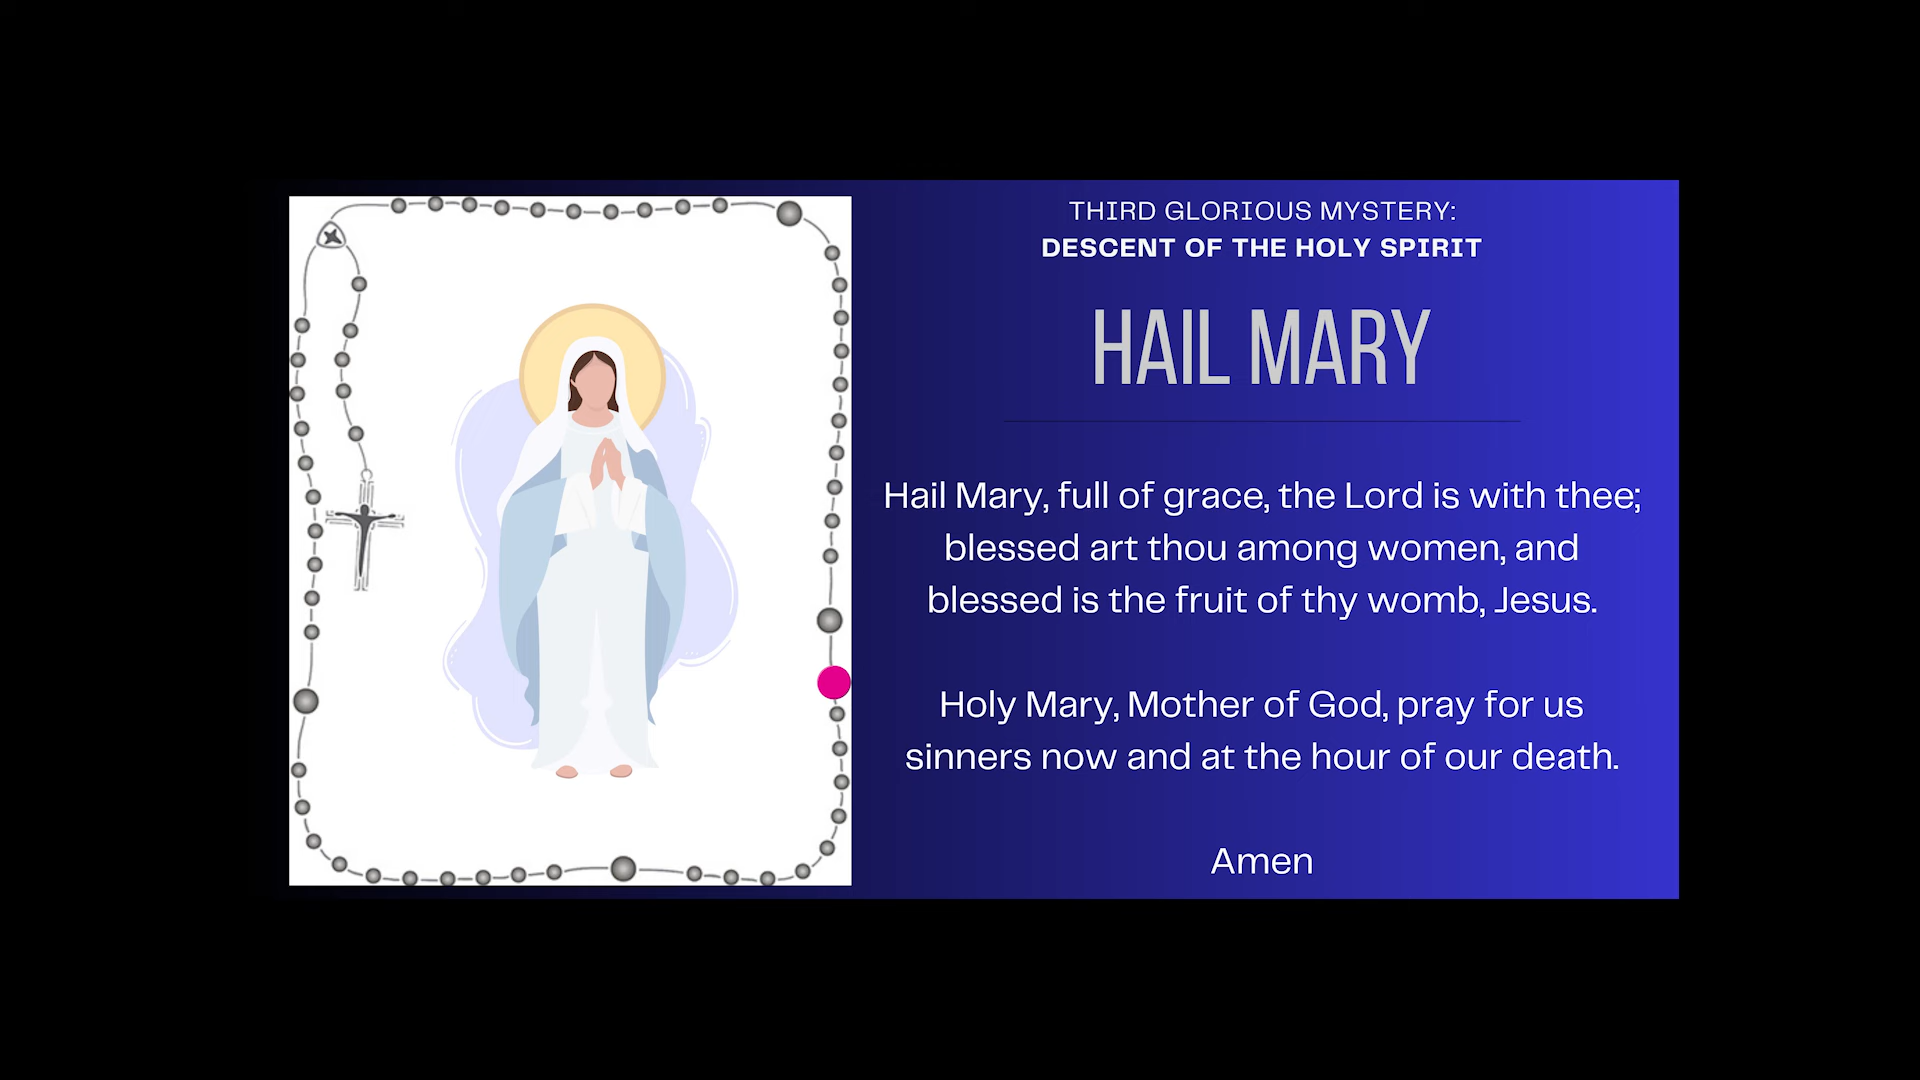 THIRD GLORIOUS MYSTERY:
DESCENT OF THE HOLY SPIRIT
HAIL MARY
Hail Mary, full of grace, the Lord is with thee;
blessed art thou among women, and
blessed is the fruit of thy womb, Jesus.
Holy Mary, Mother of God, pray for us
sinners now and at the hour of our death.
Amen